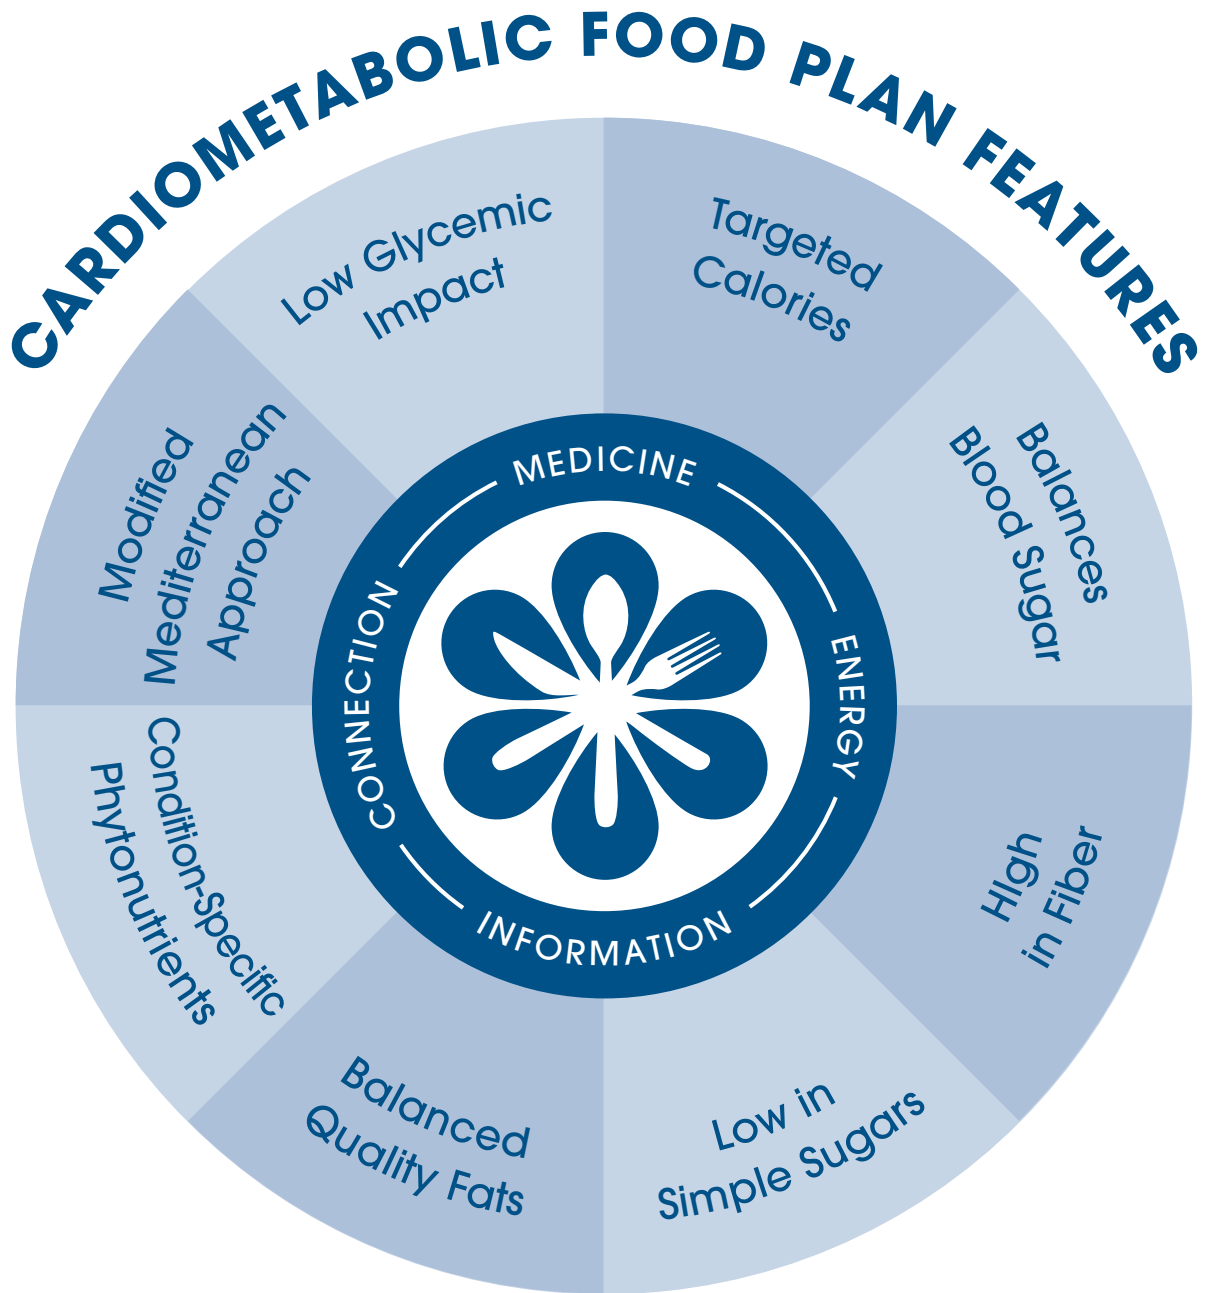 CARDIOMETABOLIC FOOD PLAN FEATURES
Targeted
Calories
Balances
Blood Sugar
HIgh
in Fiber
Low in
Simple Sugars
Balanced
Quality Fats
Condition-Specific
Phytonutrients
Modified
Mediterranean
Approach
Low Glycemic
Impact
MEDICINE
ENERGY
INFORMATION
CONNECTION